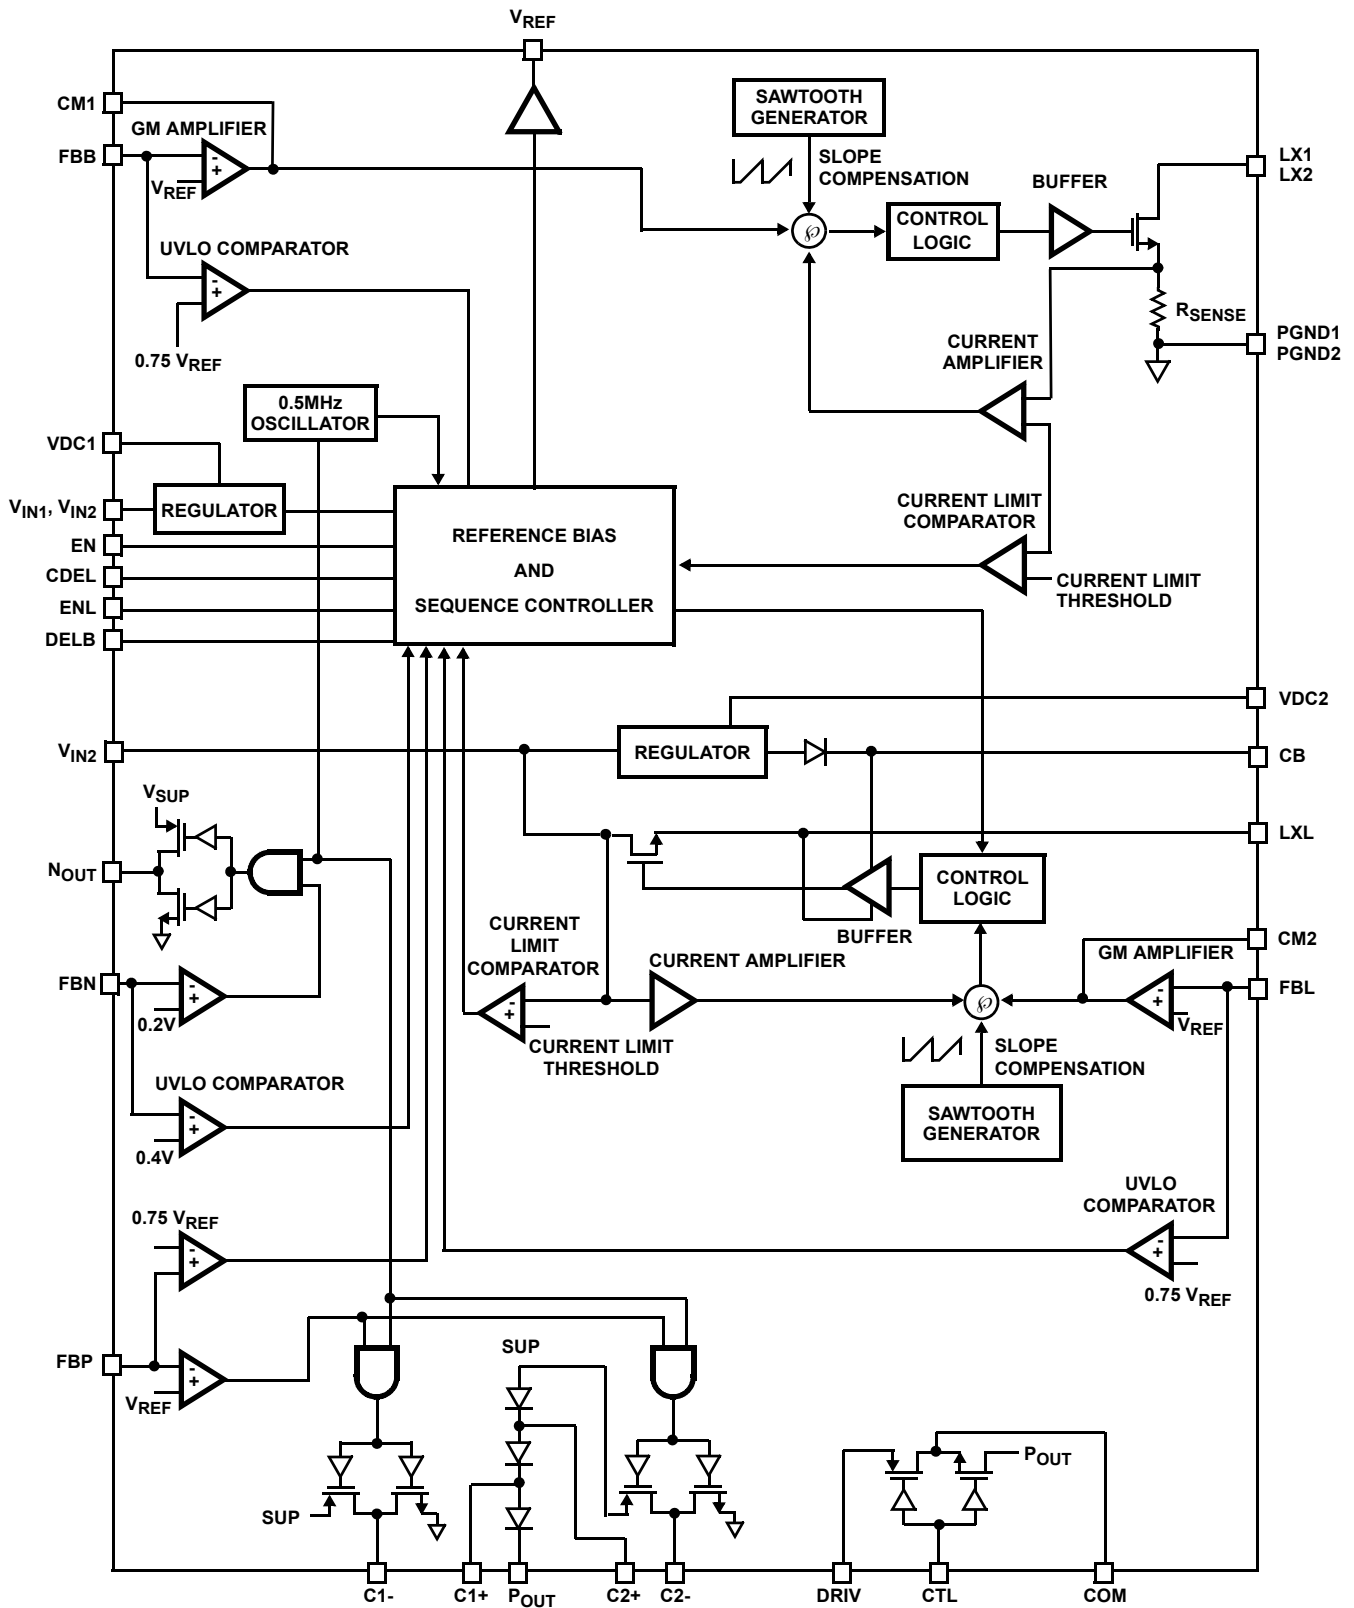 VREF
CM1
GM AMPLIFIER
FBB
-
+
VREF
UVLO COMPARATOR
-
+
0.75 VREF
SAWTOOTH
GENERATOR
SLOPE
COMPENSATION
BUFFER
LX1
LX2
CONTROL
LOGIC
RSENSE
PGND1
PGND2
CURRENT
AMPLIFIER
0.5MHz
OSCILLATOR
VDC1
VIN1, VIN2
REGULATOR
EN
CDEL
ENL
DELB
REFERENCE BIAS
AND
SEQUENCE CONTROLLER
CURRENT LIMIT
COMPARATOR
CURRENT LIMIT
THRESHOLD
VDC2
VIN2
REGULATOR
CB
VSUP
NOUT
LXL
CONTROL
LOGIC
BUFFER
CURRENT
LIMIT
COMPARATOR
-
+
CURRENT LIMIT
THRESHOLD
CURRENT AMPLIFIER
CM2
GM AMPLIFIER
-
+
FBL
VREF
FBN
-
+
0.2V
SLOPE
COMPENSATION
SAWTOOTH
GENERATOR
UVLO COMPARATOR
-
+
0.4V
UVLO
COMPARATOR
-
+
0.75 VREF
0.75 VREF
-
+
FBP
-
+
VREF
SUP
SUP
POUT
C1-
C1+
POUT
C2+
C2-
DRIV
CTL
COM